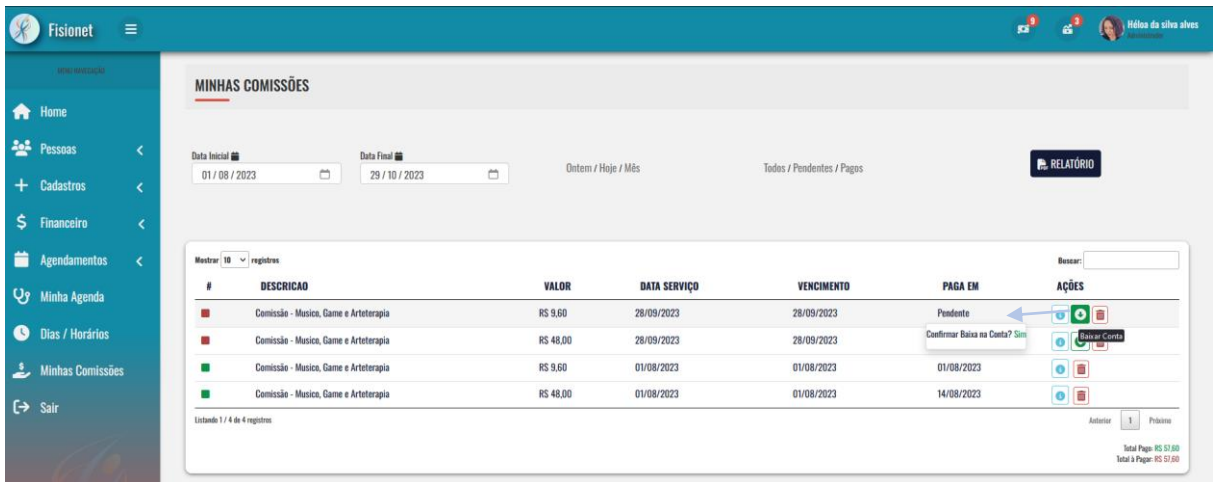 Fisionet
9
3
Héloa da silva alves
Administrador
MENU NAVEGAÇÃO
Home
Pessoas
Cadastros
Financeiro
Agendamentos
Minha Agenda
Dias / Horários
Minhas Comissões
Sair
MINHAS COMISSÕES
Data Inicial
Data Final
01 / 08 / 2023
29 / 10 / 2023
Ontem / Hoje / Mês
Todos / Pendentes / Pagos
RELATÓRIO
Mostrar 10 registros
Buscar:
# DESCRICAO VALOR DATA SERVIÇO VENCIMENTO PAGA EM AÇÕES
Comissão - Musico, Game e Arteterapia R$ 9,60 28/09/2023 28/09/2023 Pendente
Confirmar Baixa na Conta? Sim
Baixar Conta
Comissão - Musico, Game e Arteterapia R$ 48,00 28/09/2023 28/09/2023
Comissão - Musico, Game e Arteterapia R$ 9,60 01/08/2023 01/08/2023 01/08/2023
Comissão - Musico, Game e Arteterapia R$ 48,00 01/08/2023 01/08/2023 14/08/2023
Listando 1 / 4 de 4 registros
Anterior 1 Próximo
Total Pago: R$ 57,60
Total à Pagar: R$ 57,60